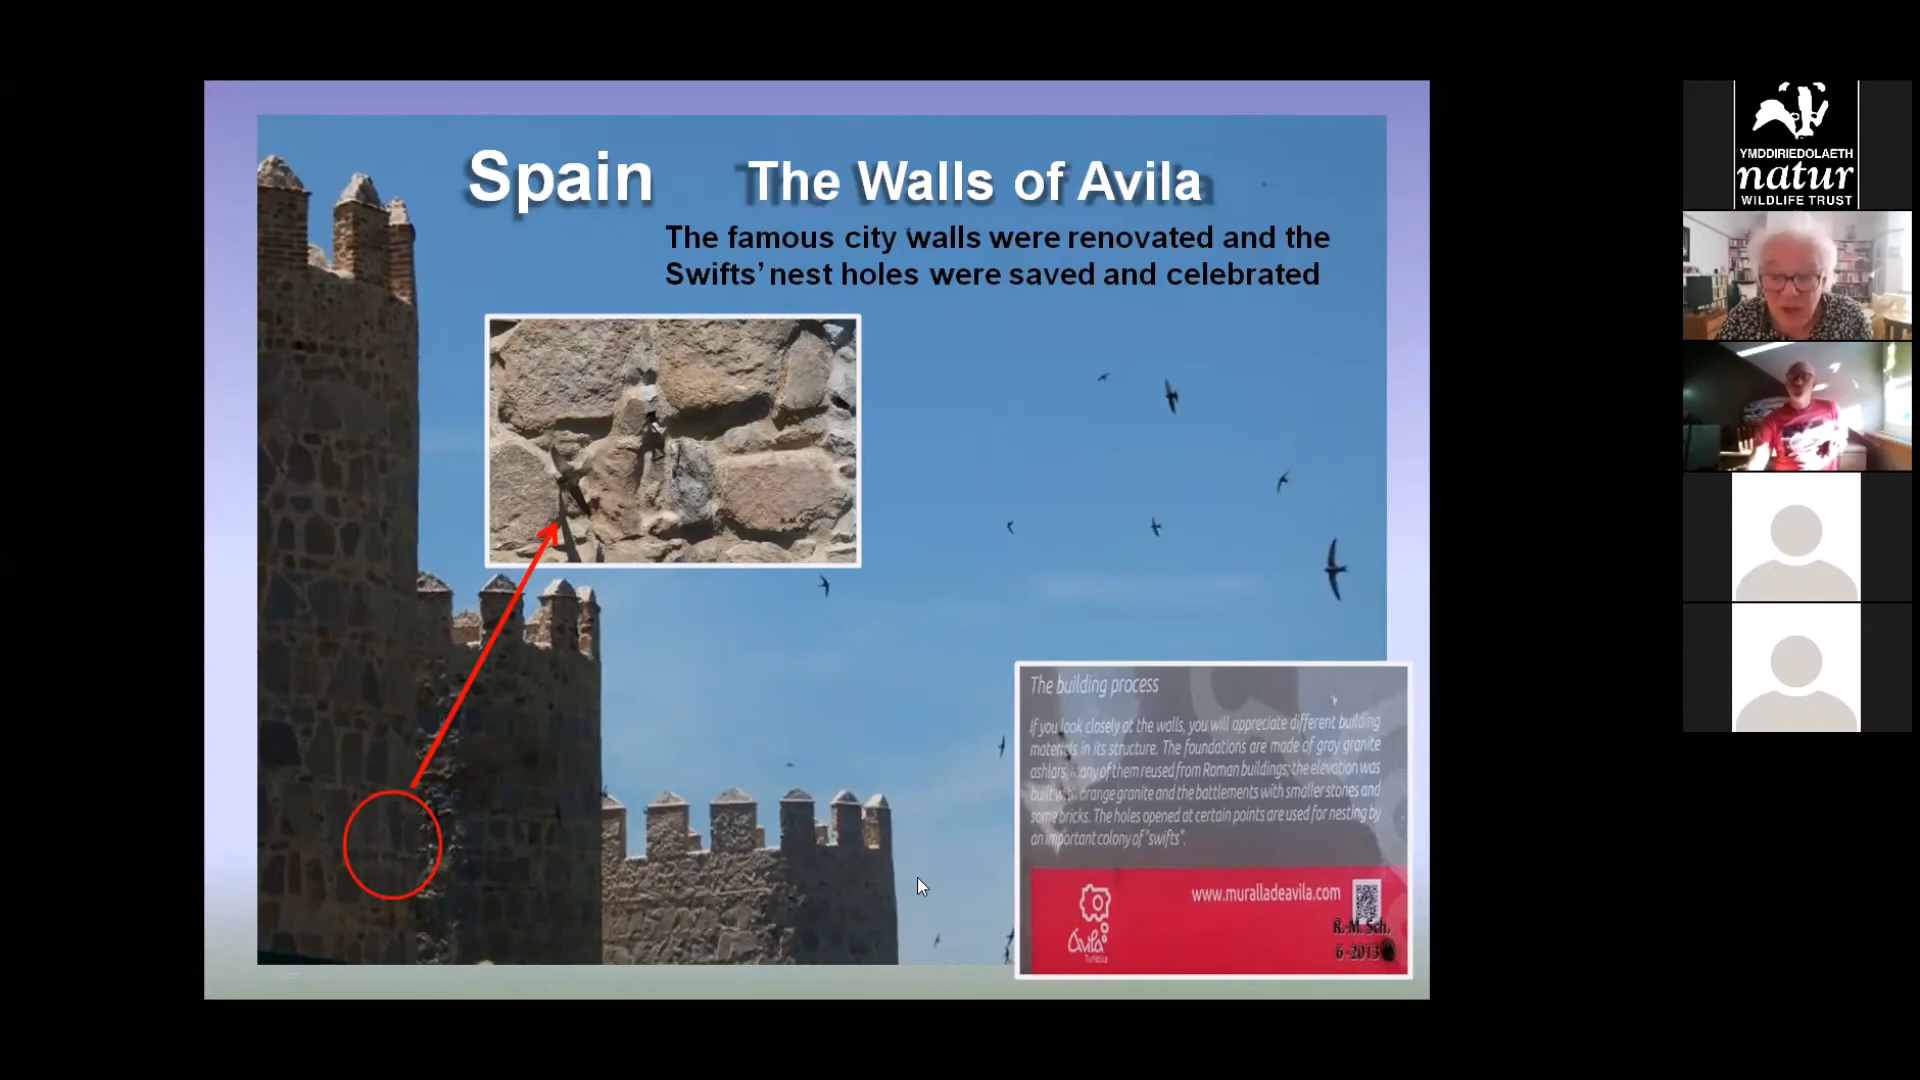 Spain The Walls of Avila
The famous city walls were renovated and the
Swifts' nest holes were saved and celebrated
R.-M. Sch.
The building process
If you look closely at the walls, you will appreciate different building
materials in its structure. The foundations are made of gray granite
ashlars, many of them reused from Roman buildings; the elevation was
built with orange granite and the battlements with smaller stones and
some bricks. The holes opened at certain points are used for nesting by
an important colony of "swifts".
www.muralladeavila.com
Ávila
Turística
R.-M. Sch.
6-2013
YMDDIRIEDOLAETH
natur
WILDLIFE TRUST